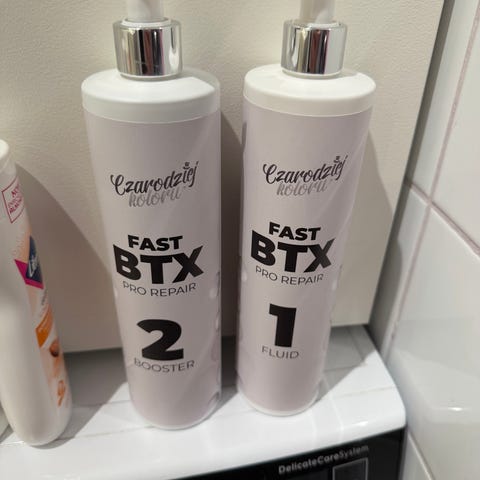 Czarodziej
koloru
FAST
BTX
PRO REPAIR
2
BOOSTER
Czarodziej
koloru
FAST
BTX
PRO REPAIR
1
FLUID
DelicateCareSystem